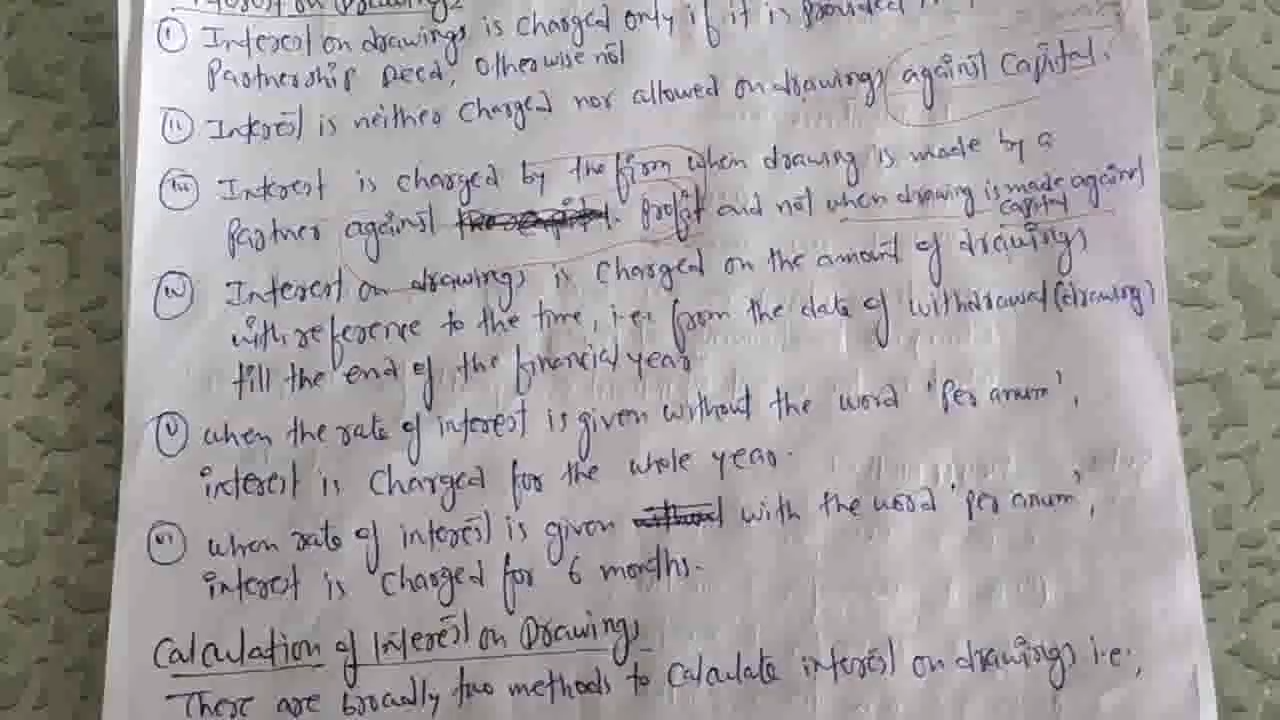 Interest on Drawings
(i) Interest on drawings is charged only if it is provided
Partnership Deed, Otherwise not
(ii) Interest is neither charged nor allowed on drawings against Capital.
(iii) Interest is charged by the firm when drawing is made by a
Partner against profit and not when drawing is made against
capital
(iv) Interest on drawings is charged on the amount of drawings
with reference to the time, i.e. from the date of withdrawal (drawing)
till the end of the financial year
(v) when the rate of interest is given without the word 'Per anum',
interest is charged for the whole year.
(vi) when rate of interest is given with the word 'per anum',
interest is charged for 6 months.
Calculation of Interest on Drawings
There are broadly two methods to calculate interest on drawings i.e.,